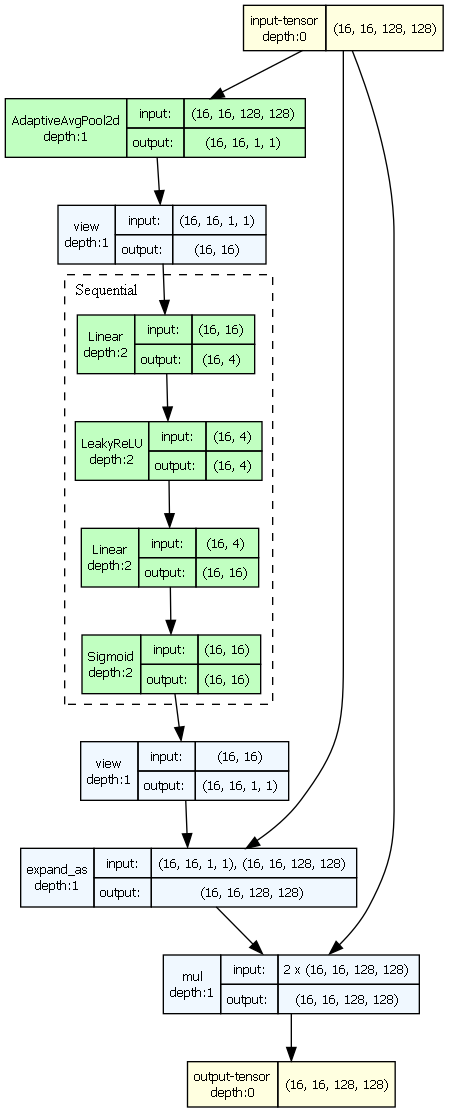 input-tensor
depth:0
(16, 16, 128, 128)
AdaptiveAvgPool2d
depth:1
input:
(16, 16, 128, 128)
output:
(16, 16, 1, 1)
view
depth:1
input:
(16, 16, 1, 1)
output:
(16, 16)
Sequential
Linear
depth:2
input:
(16, 16)
output:
(16, 4)
LeakyReLU
depth:2
input:
(16, 4)
output:
(16, 4)
Linear
depth:2
input:
(16, 4)
output:
(16, 16)
Sigmoid
depth:2
input:
(16, 16)
output:
(16, 16)
view
depth:1
input:
(16, 16)
output:
(16, 16, 1, 1)
expand_as
depth:1
input:
(16, 16, 1, 1), (16, 16, 128, 128)
output:
(16, 16, 128, 128)
mul
depth:1
input:
2 x (16, 16, 128, 128)
output:
(16, 16, 128, 128)
output-tensor
depth:0
(16, 16, 128, 128)